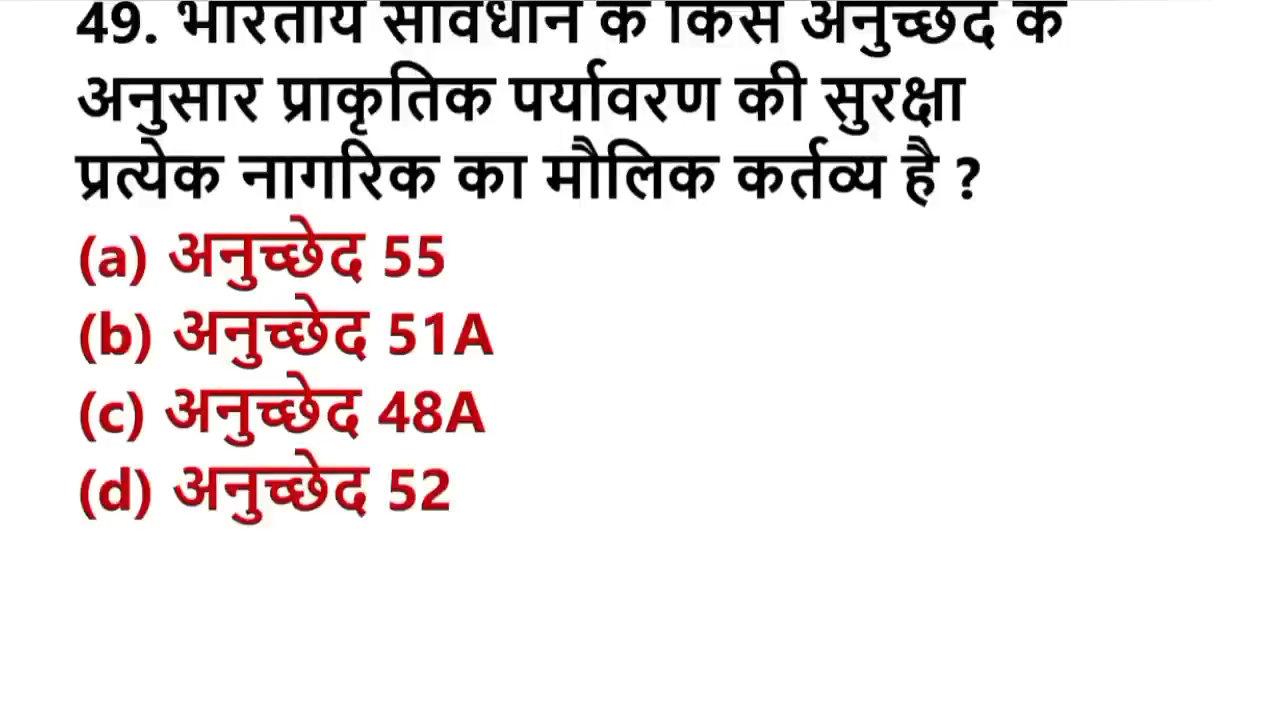 49. भारतीय संविधान के किस अनुच्छेद के
अनुसार प्राकृतिक पर्यावरण की सुरक्षा
प्रत्येक नागरिक का मौलिक कर्तव्य है ?
(a) अनुच्छेद 55
(b) अनुच्छेद 51A
(c) अनुच्छेद 48A
(d) अनुच्छेद 52